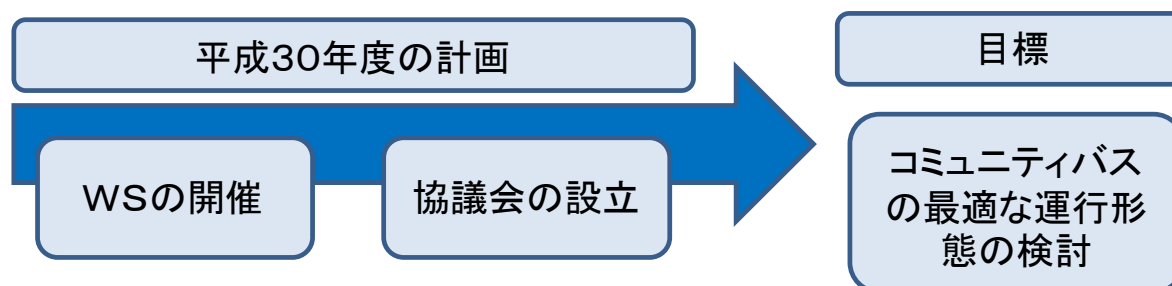 平成30年度の計画
目標
WSの開催
協議会の設立
コミュニティバス
の最適な運行形
態の検討